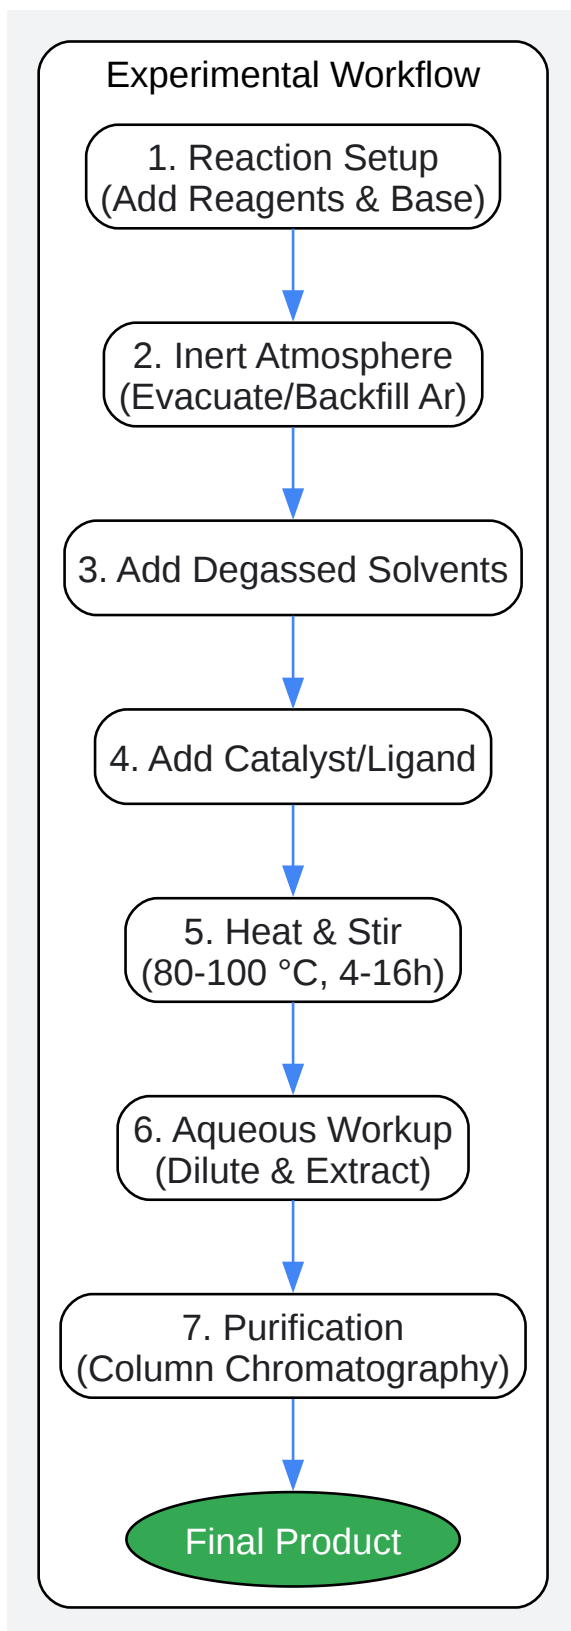 Experimental Workflow
1. Reaction Setup
(Add Reagents & Base)
2. Inert Atmosphere
(Evacuate/Backfill Ar)
3. Add Degassed Solvents
4. Add Catalyst/Ligand
5. Heat & Stir
(80-100 °C, 4-16h)
6. Aqueous Workup
(Dilute & Extract)
7. Purification
(Column Chromatography)
Final Product